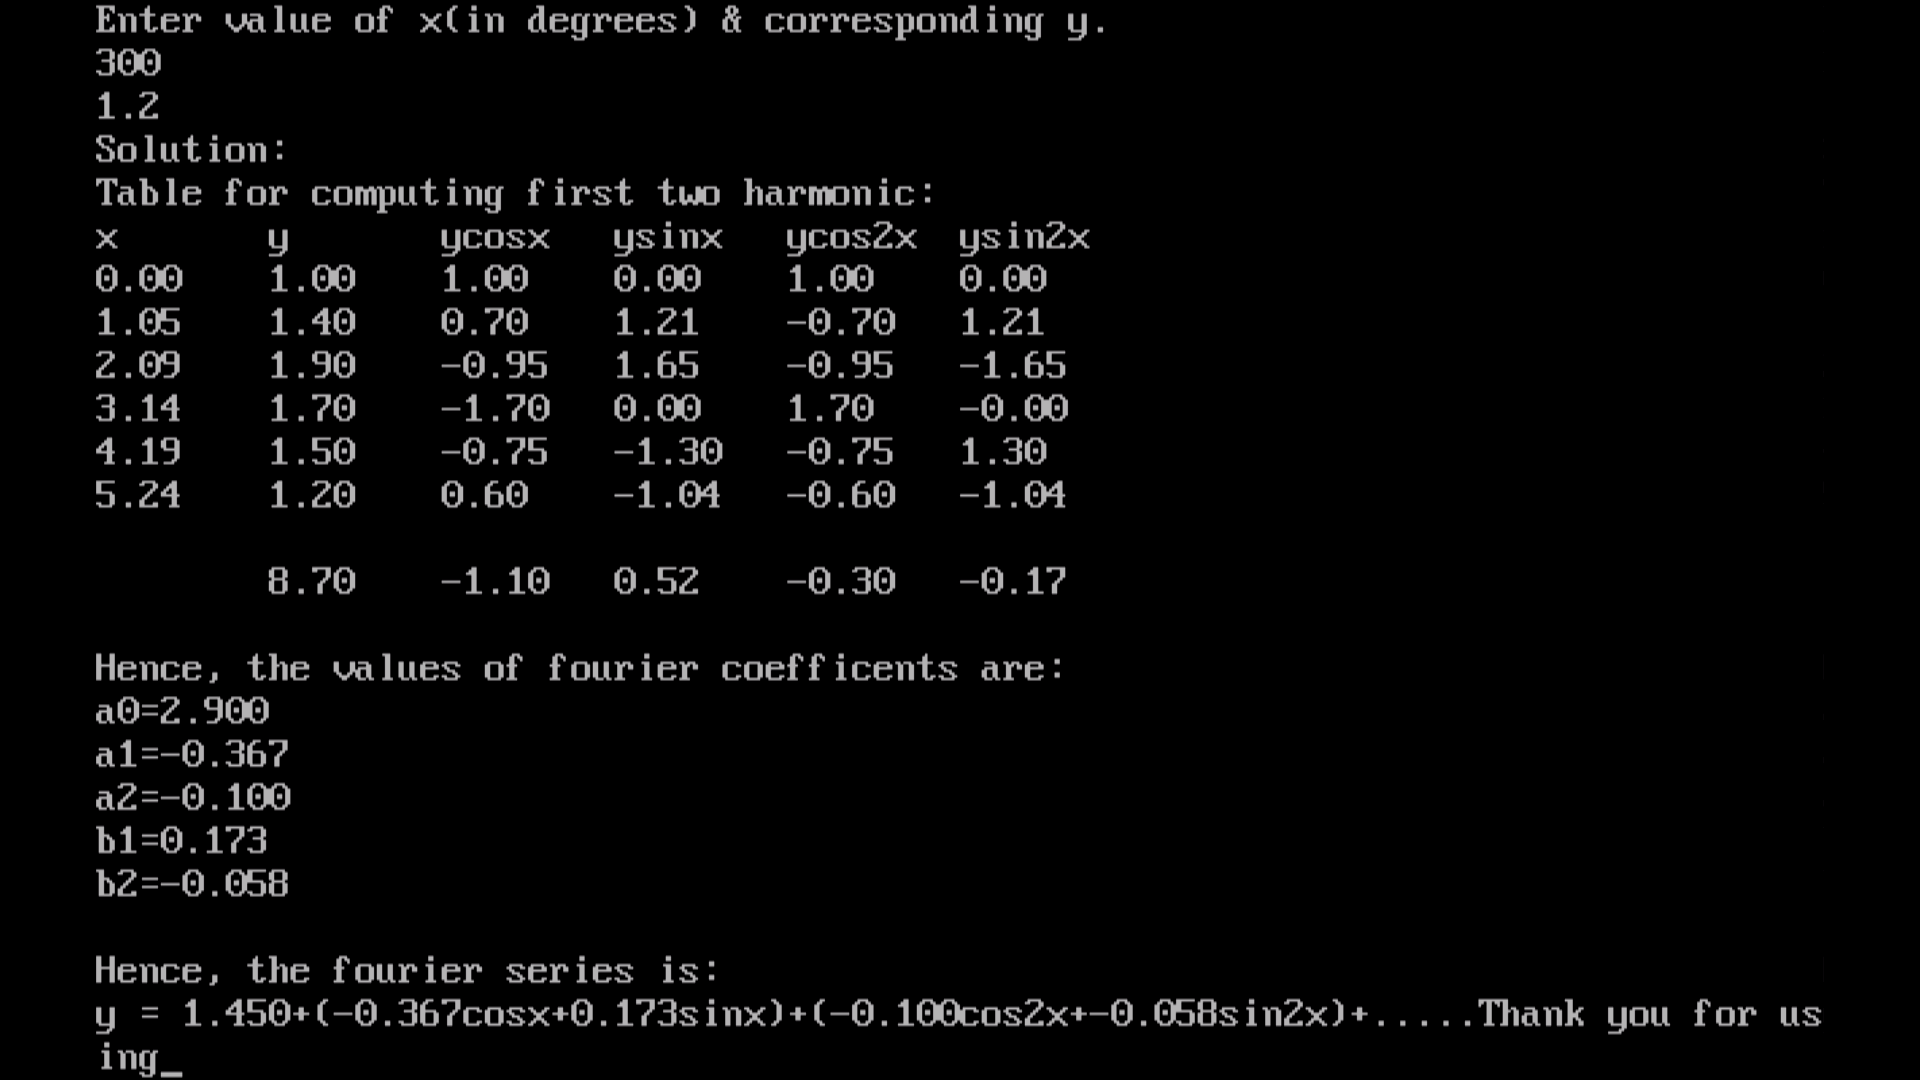 Enter value of x(in degrees) & corresponding y.
300
1.2
Solution:
Table for computing first two harmonic:
x y ycosx ysinx ycos2x ysin2x
0.00 1.00 1.00 0.00 1.00 0.00
1.05 1.40 0.70 1.21 -0.70 1.21
2.09 1.90 -0.95 1.65 -0.95 -1.65
3.14 1.70 -1.70 0.00 1.70 -0.00
4.19 1.50 -0.75 -1.30 -0.75 1.30
5.24 1.20 0.60 -1.04 -0.60 -1.04
8.70 -1.10 0.52 -0.30 -0.17
Hence, the values of fourier coefficents are:
a0=2.900
a1=-0.367
a2=-0.100
b1=0.173
b2=-0.058
Hence, the fourier series is:
y = 1.450+(-0.367cosx+0.173sinx)+(-0.100cos2x+-0.058sin2x)+.....Thank you for us
ing_